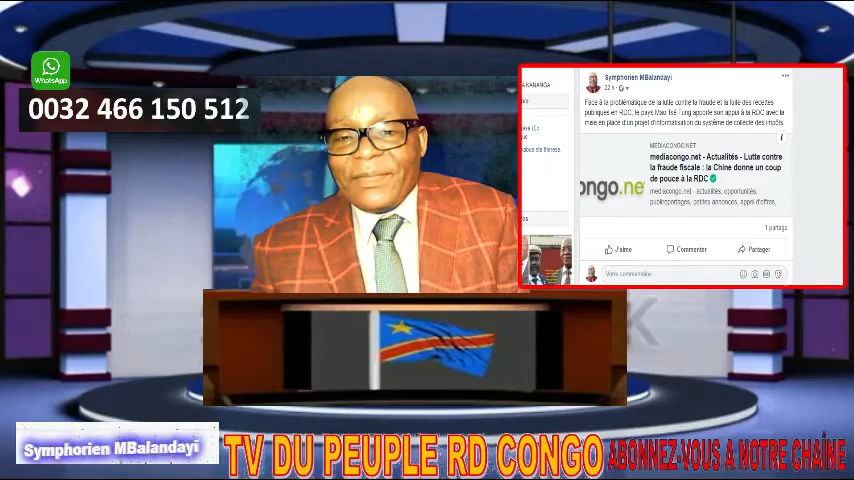 WhatsApp
0032 466 150 512
A KANANGA
Symphorien MBalandayi
22 h
Face à la problématique de la lutte contre la fraude et la fuite des recettes
publiques en RDC, le pays Mao Tsé Tung apporte son appui à la RDC avec la
mise en place d'un projet d'informatisation du système de collecte des impôts.
MEDIACONGO.NET
mediacongo.net - Actualités - Lutte contre
la fraude fiscale : la Chine donne un coup
de pouce à la RDC
mediacongo.net - actualités, opportunités,
publireportages, petites annonces, appel d'offres,...
ongo.ne
1 partage
J'aime
Commenter
Partager
Votre commentaire
Symphorien MBalandayi
TV DU PEUPLE RD CONGO
ABONNEZ-VOUS A NOTRE CHAÎNE